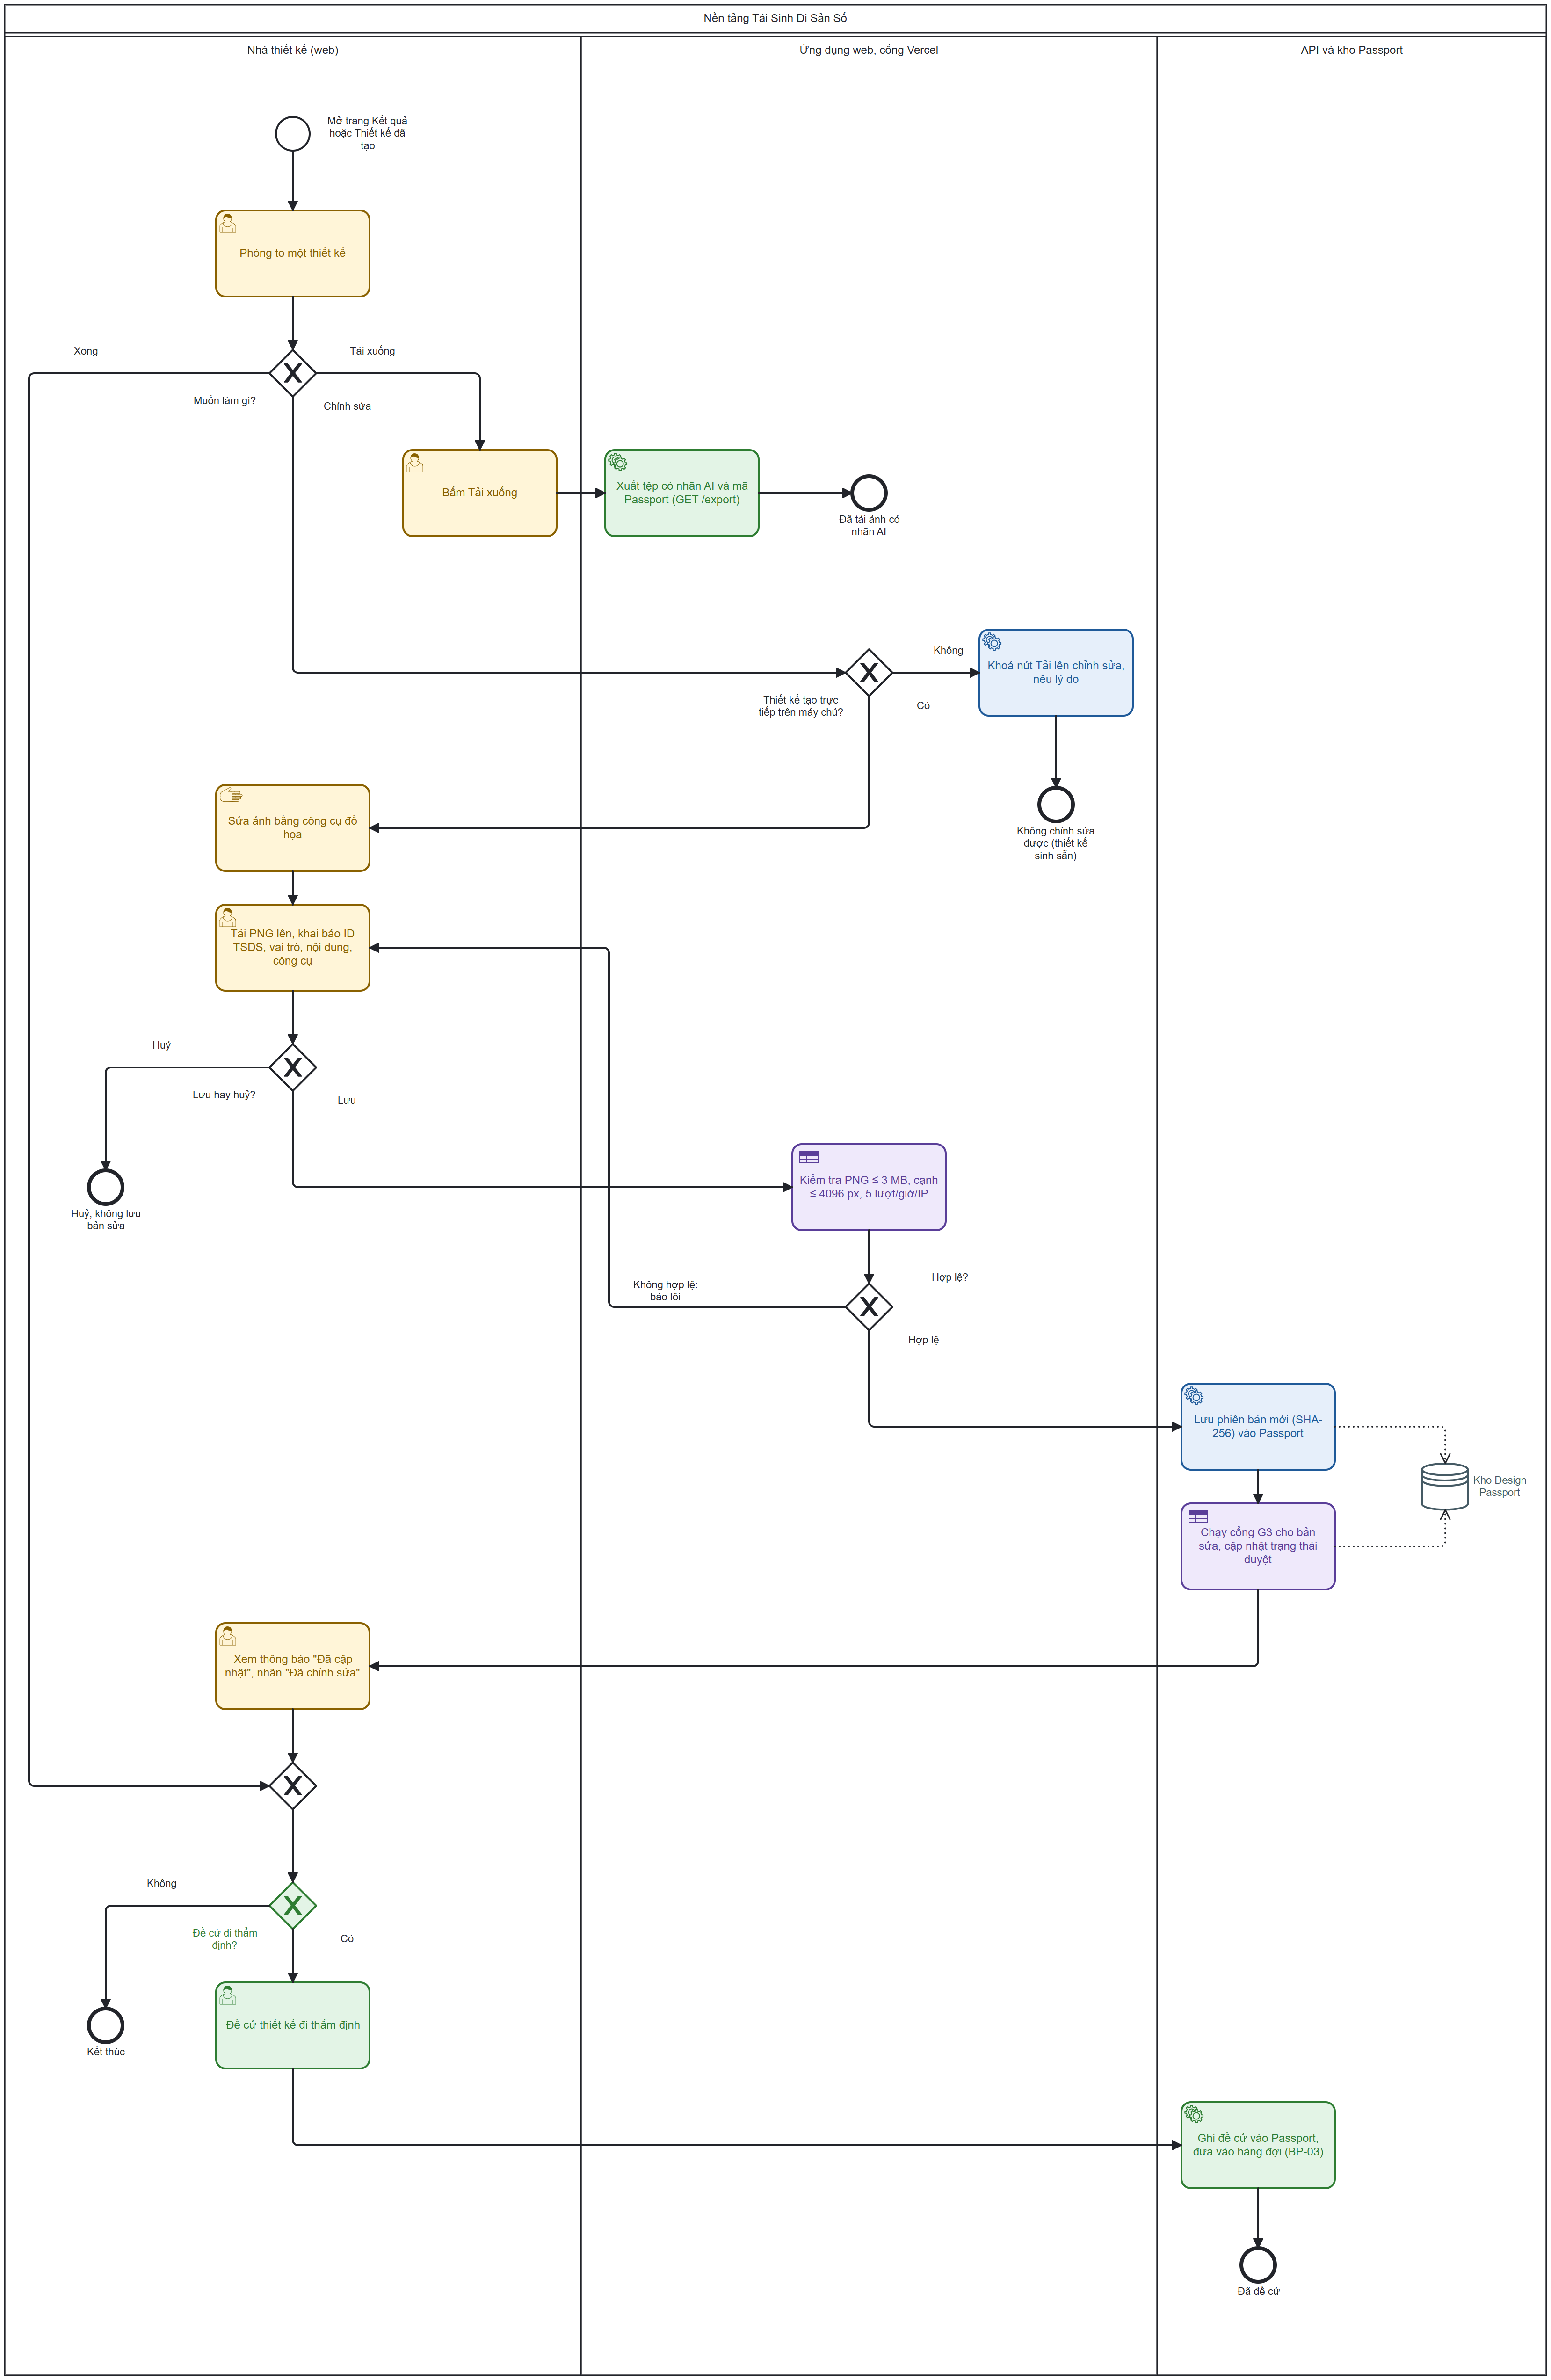 Nền tảng Tái Sinh Di Sản Số
Nhà thiết kế (web)
Ứng dụng web, cổng Vercel
API và kho Passport
Mở trang Kết quả
hoặc Thiết kế đã
tạo
Phóng to một thiết kế
Xong
Tải xuống
Muốn làm gì?
Chỉnh sửa
Bấm Tải xuống
Xuất tệp có nhãn AI và mã
Passport (GET /export)
Đã tải ảnh có
nhãn AI
Không
Khoá nút Tải lên chỉnh sửa,
nêu lý do
Thiết kế tạo trực
tiếp trên máy chủ?
Có
Không chỉnh sửa
được (thiết kế
sinh sẵn)
Sửa ảnh bằng công cụ đồ
họa
Tải PNG lên, khai báo ID
TSDS, vai trò, nội dung,
công cụ
Huỷ
Lưu hay huỷ?
Lưu
Huỷ, không lưu
bản sửa
Kiểm tra PNG ≤ 3 MB, cạnh
≤ 4096 px, 5 lượt/giờ/IP
Hợp lệ?
Không hợp lệ:
báo lỗi
Hợp lệ
Lưu phiên bản mới (SHA-
256) vào Passport
Kho Design
Passport
Chạy cổng G3 cho bản
sửa, cập nhật trạng thái
duyệt
Xem thông báo "Đã cập
nhật", nhãn "Đã chỉnh sửa"
Không
Đề cử đi thẩm
định?
Có
Đề cử thiết kế đi thẩm định
Kết thúc
Ghi đề cử vào Passport,
đưa vào hàng đợi (BP-03)
Đã đề cử